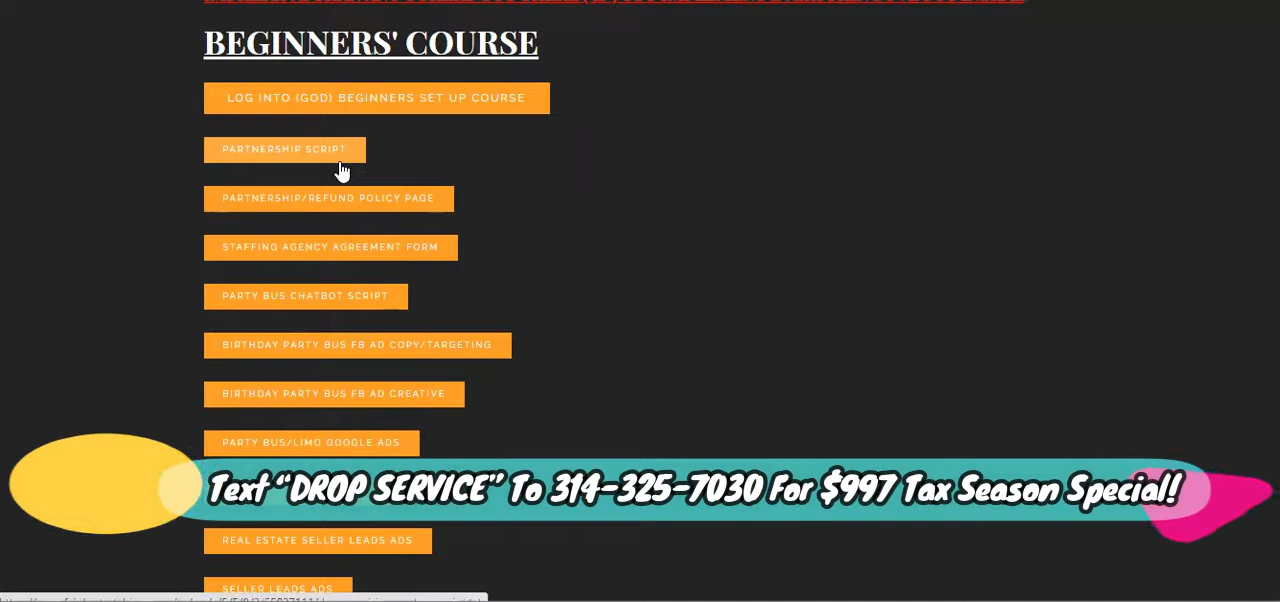 BEGINNERS' COURSE
LOG INTO (GOD) BEGINNERS SET UP COURSE
PARTNERSHIP SCRIPT
PARTNERSHIP/REFUND POLICY PAGE
STAFFING AGENCY AGREEMENT FORM
PARTY BUS CHATBOT SCRIPT
BIRTHDAY PARTY BUS FB AD COPY/TARGETING
BIRTHDAY PARTY BUS FB AD CREATIVE
PARTY BUS/LIMO GOOGLE ADS
Text “DROP SERVICE” To 314-325-7030 For $997 Tax Season Special!
REAL ESTATE SELLER LEADS ADS
SELLER LEADS ADS